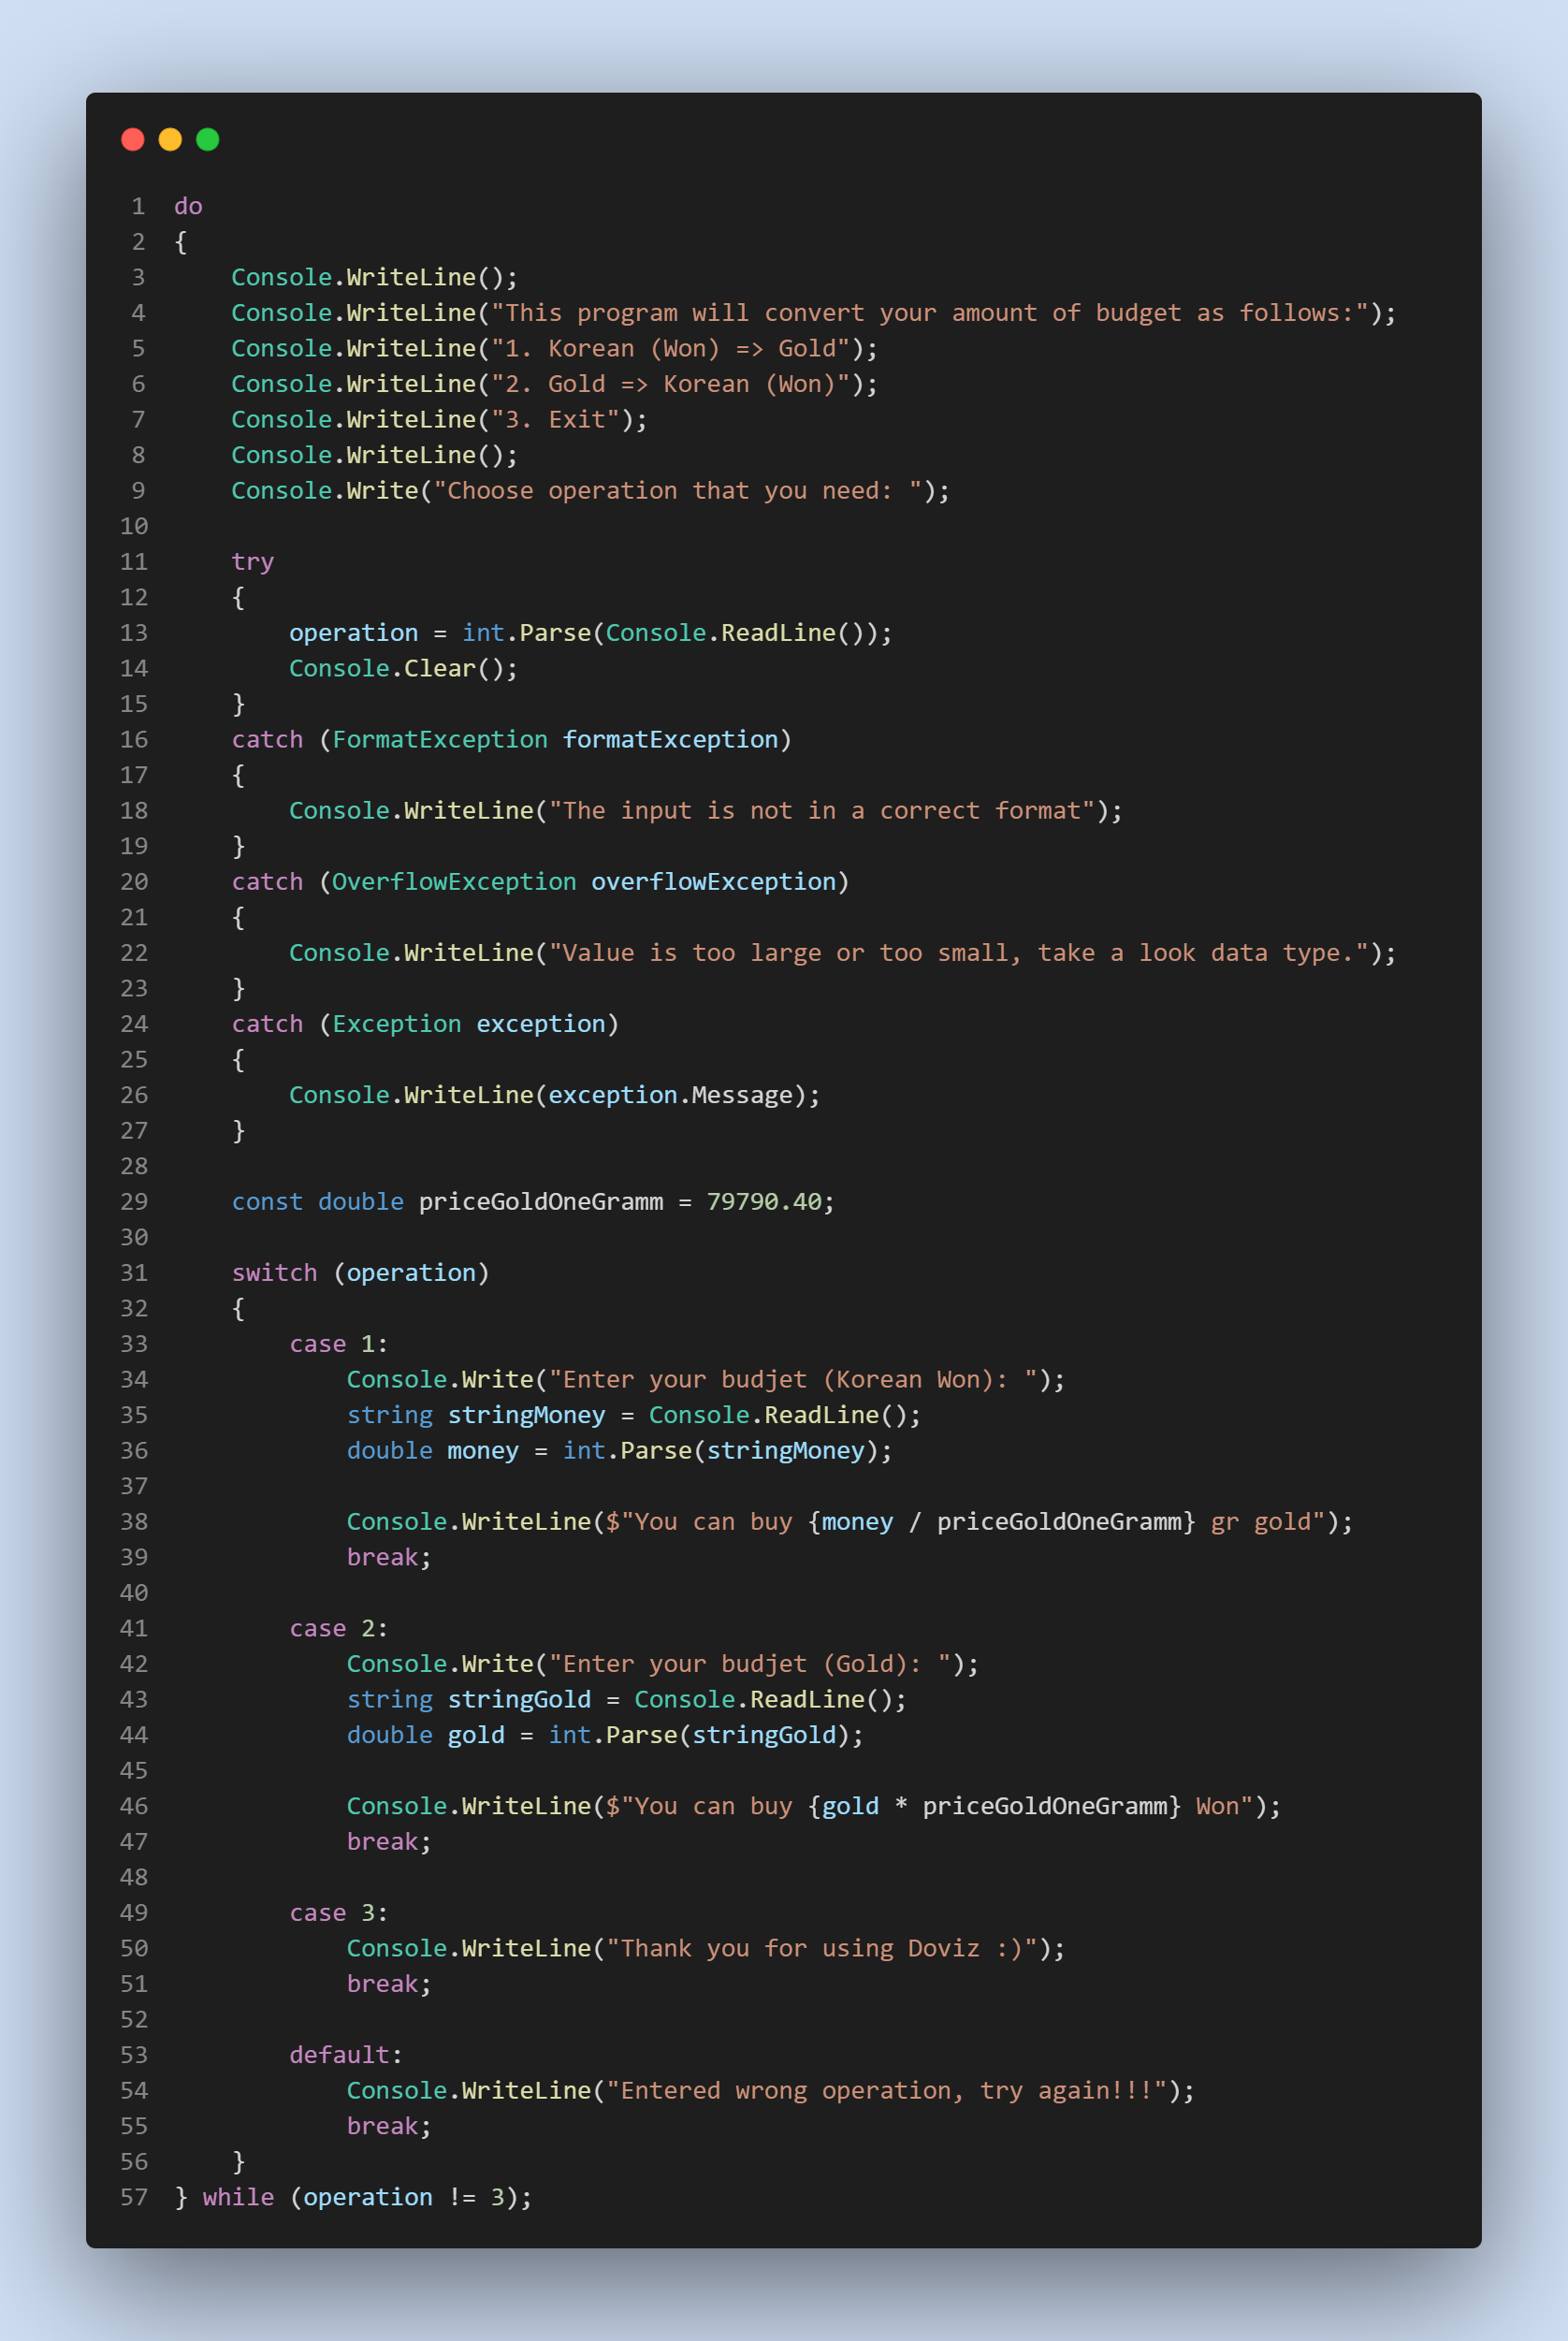 1 do
2 {
3     Console.WriteLine();
4     Console.WriteLine("This program will convert your amount of budget as follows:");
5     Console.WriteLine("1. Korean (Won) => Gold");
6     Console.WriteLine("2. Gold => Korean (Won)");
7     Console.WriteLine("3. Exit");
8     Console.WriteLine();
9     Console.Write("Choose operation that you need: ");
10
11     try
12     {
13         operation = int.Parse(Console.ReadLine());
14         Console.Clear();
15     }
16     catch (FormatException formatException)
17     {
18         Console.WriteLine("The input is not in a correct format");
19     }
20     catch (OverflowException overflowException)
21     {
22         Console.WriteLine("Value is too large or too small, take a look data type.");
23     }
24     catch (Exception exception)
25     {
26         Console.WriteLine(exception.Message);
27     }
28
29     const double priceGoldOneGramm = 79790.40;
30
31     switch (operation)
32     {
33         case 1:
34             Console.Write("Enter your budjet (Korean Won): ");
35             string stringMoney = Console.ReadLine();
36             double money = int.Parse(stringMoney);
37
38             Console.WriteLine($"You can buy {money / priceGoldOneGramm} gr gold");
39             break;
40
41         case 2:
42             Console.Write("Enter your budjet (Gold): ");
43             string stringGold = Console.ReadLine();
44             double gold = int.Parse(stringGold);
45
46             Console.WriteLine($"You can buy {gold * priceGoldOneGramm} Won");
47             break;
48
49         case 3:
50             Console.WriteLine("Thank you for using Doviz :)");
51             break;
52
53         default:
54             Console.WriteLine("Entered wrong operation, try again!!!");
55             break;
56     }
57 } while (operation != 3);